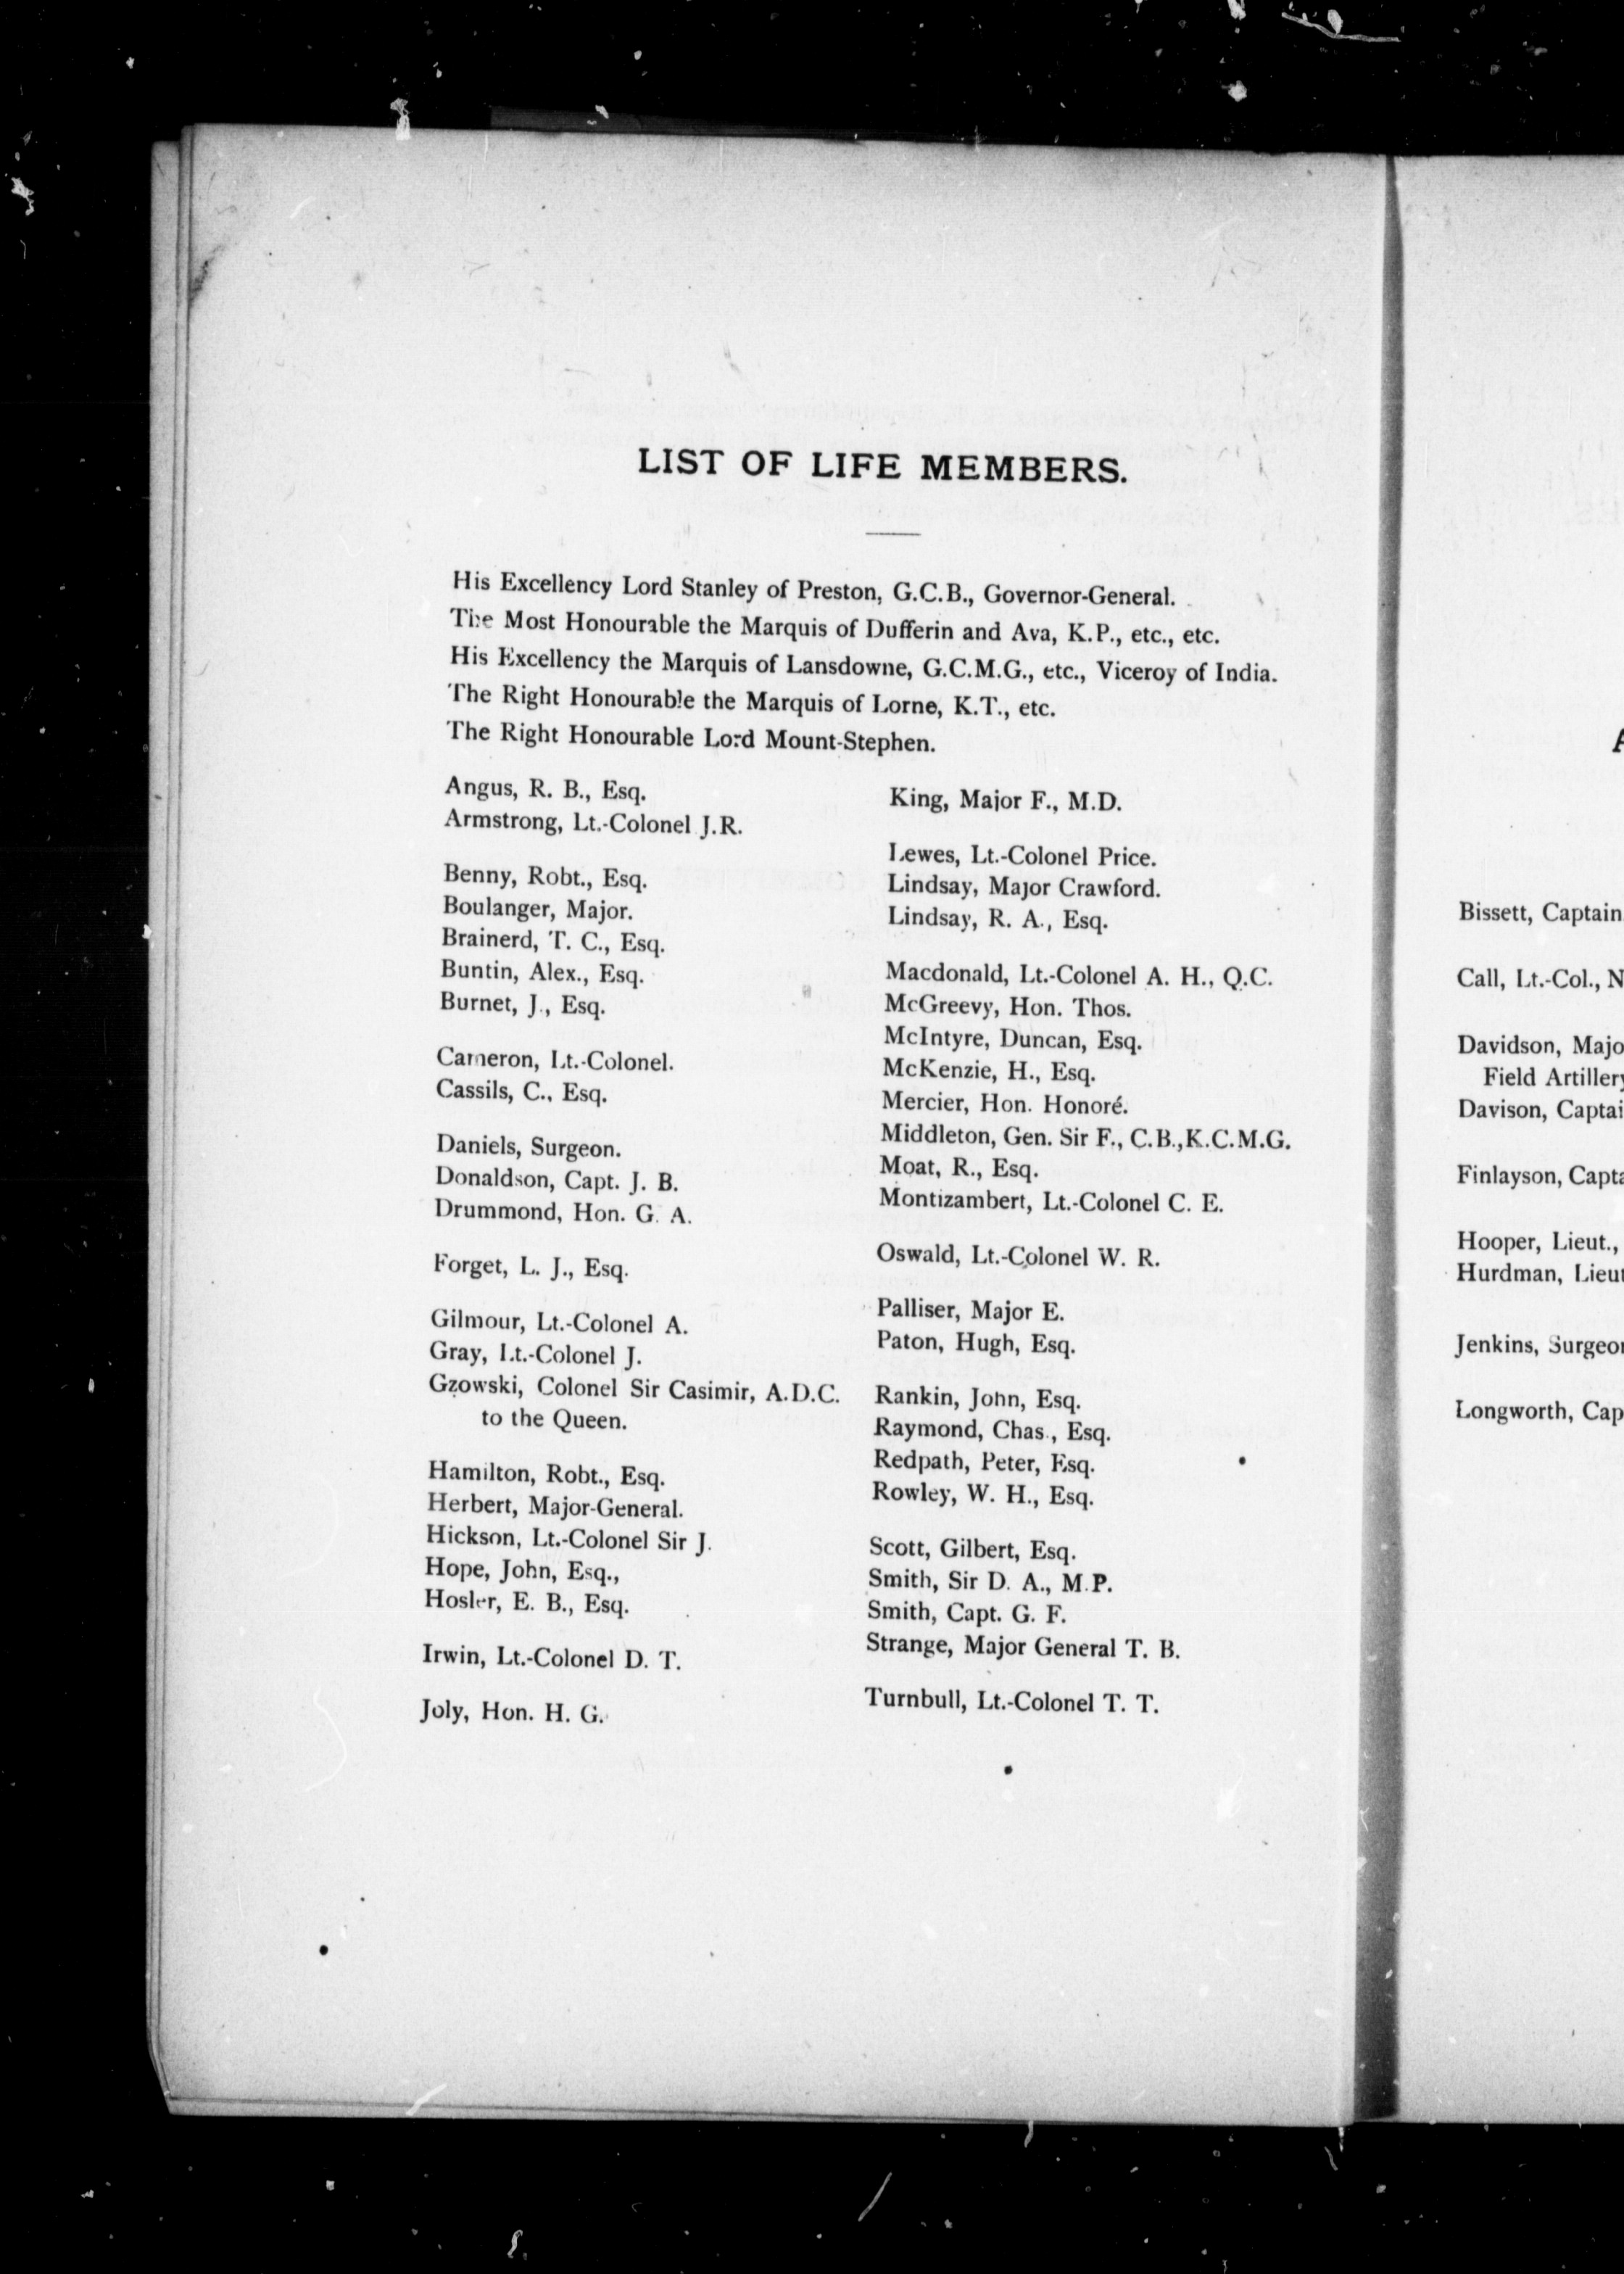 LIST OF LIFE MEMBERS.
His Excellency Lord Stanley of Preston, G.C.B., Governor-General.
The Most Honourable the Marquis of Dufferin and Ava, K.P., etc., etc.
His Excellency the Marquis of Lansdowne, G.C.M.G., etc., Viceroy of India.
The Right Honourable the Marquis of Lorne, K.T., etc.
The Right Honourable Lord Mount-Stephen.
Angus, R. B., Esq.
Armstrong, Lt.-Colonel J.R.
Benny, Robt., Esq.
Boulanger, Major.
Brainerd, T. C., Esq.
Buntin, Alex., Esq.
Burnet, J., Esq.
Cameron, Lt.-Colonel.
Cassils, C., Esq.
Daniels, Surgeon.
Donaldson, Capt. J. B.
Drummond, Hon. G. A.
Forget, L. J., Esq.
Gilmour, Lt.-Colonel A.
Gray, Lt.-Colonel J.
Gzowski, Colonel Sir Casimir, A.D.C.
to the Queen.
Hamilton, Robt., Esq.
Herbert, Major-General.
Hickson, Lt.-Colonel Sir J.
Hope, John, Esq.,
Hosler, E. B., Esq.
Irwin, Lt.-Colonel D. T.
Joly, Hon. H. G.
King, Major F., M.D.
Lewes, Lt.-Colonel Price.
Lindsay, Major Crawford.
Lindsay, R. A., Esq.
Macdonald, Lt.-Colonel A. H., Q.C.
McGreevy, Hon. Thos.
McIntyre, Duncan, Esq.
McKenzie, H., Esq.
Mercier, Hon. Honoré.
Middleton, Gen. Sir F., C.B.,K.C.M.G.
Moat, R., Esq.
Montizambert, Lt.-Colonel C. E.
Oswald, Lt.-Colonel W. R.
Palliser, Major E.
Paton, Hugh, Esq.
Rankin, John, Esq.
Raymond, Chas., Esq.
Redpath, Peter, Esq.
Rowley, W. H., Esq.
Scott, Gilbert, Esq.
Smith, Sir D. A., M.P.
Smith, Capt. G. F.
Strange, Major General T. B.
Turnbull, Lt.-Colonel T. T.
Bissett, Captain
Call, Lt.-Col.,
Davidson,
Field
Davison,
Finlayson,
Hooper, Lieut.,
Hurdman,
Jenkins,
Longworth,